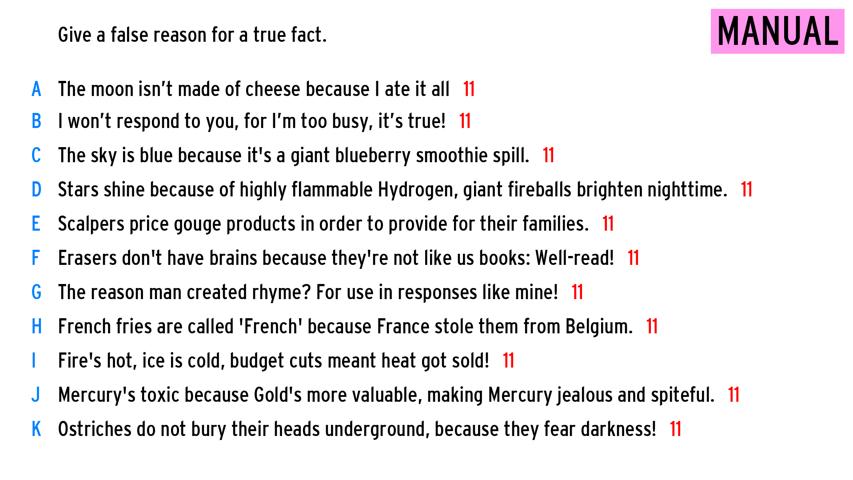 Give a false reason for a true fact.
MANUAL
A The moon isn’t made of cheese because I ate it all 11
B I won’t respond to you, for I’m too busy, it’s true! 11
C The sky is blue because it's a giant blueberry smoothie spill. 11
D Stars shine because of highly flammable Hydrogen, giant fireballs brighten nighttime. 11
E Scalpers price gouge products in order to provide for their families. 11
F Erasers don't have brains because they're not like us books: Well-read! 11
G The reason man created rhyme? For use in responses like mine! 11
H French fries are called 'French' because France stole them from Belgium. 11
I Fire's hot, ice is cold, budget cuts meant heat got sold! 11
J Mercury's toxic because Gold's more valuable, making Mercury jealous and spiteful. 11
K Ostriches do not bury their heads underground, because they fear darkness! 11